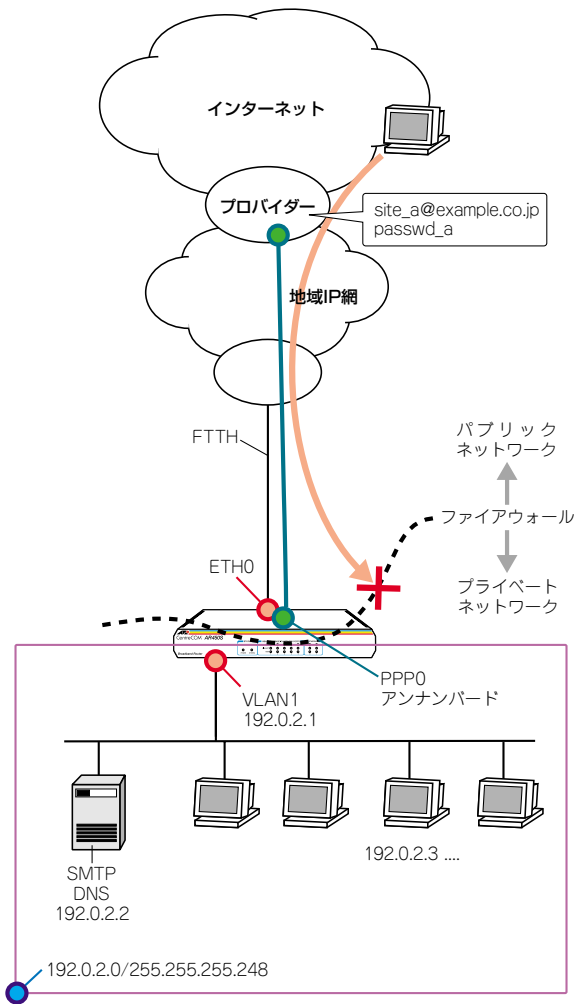 インターネット
プロバイダー
site_a@example.co.jp
passwd_a
地域IP網
FTTH
パブリック
ネットワーク
ファイアウォール
プライベート
ネットワーク
ETH0
CentreCOM AR450S
Broadband Router
PPP0
アンナンバード
VLAN1
192.0.2.1
SMTP
DNS
192.0.2.2
192.0.2.3 ....
192.0.2.0/255.255.255.248